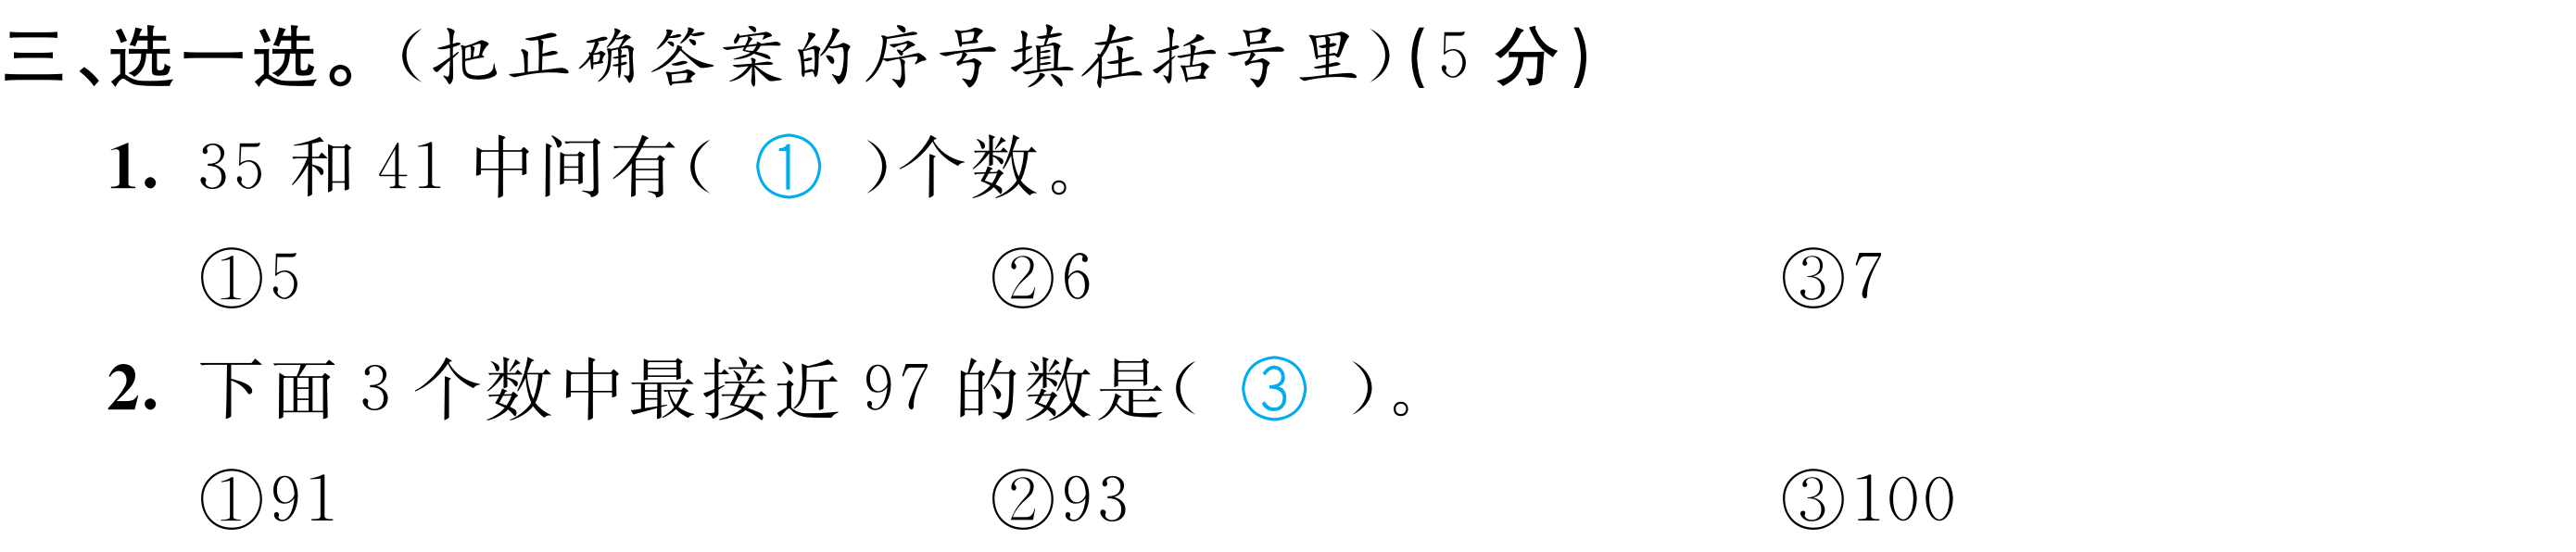 三、选一选。(把正确答案的序号填在括号里)(5 分)
1. 35 和 41 中间有( ① )个数。
①5 ②6 ③7
2. 下面 3 个数中最接近 97 的数是( ③ )。
①91 ②93 ③100